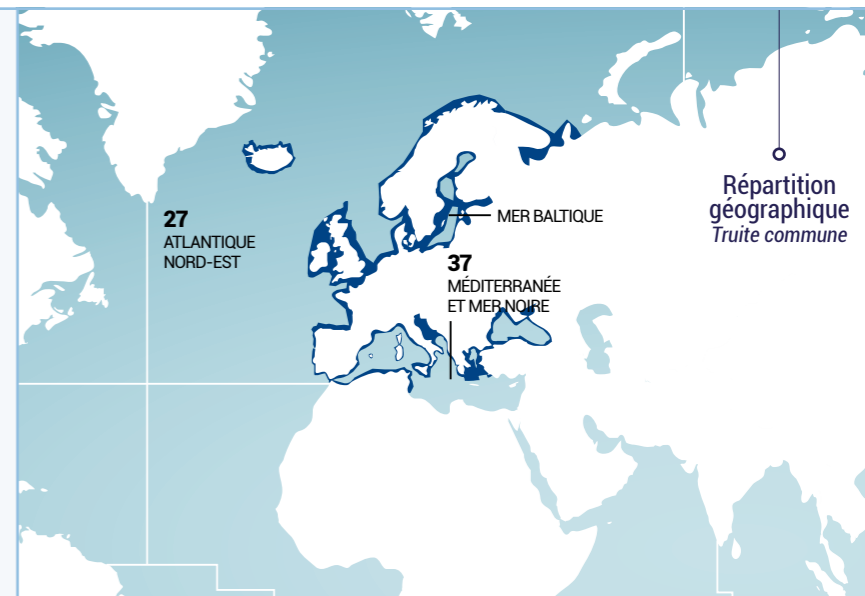 27
ATLANTIQUE
NORD-EST
MER BALTIQUE
37
MÉDITERRANÉE
ET MER NOIRE
Répartition
géographique
Truite commune